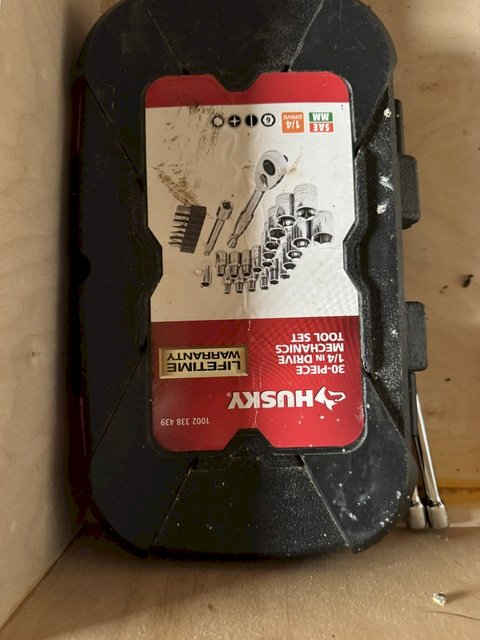 HUSKY
1002 338 439
30-PIECE
1/4 IN DRIVE
MECHANICS
TOOL SET
LIFETIME
WARRANTY
SAE
MM
1/4
DRIVE
6